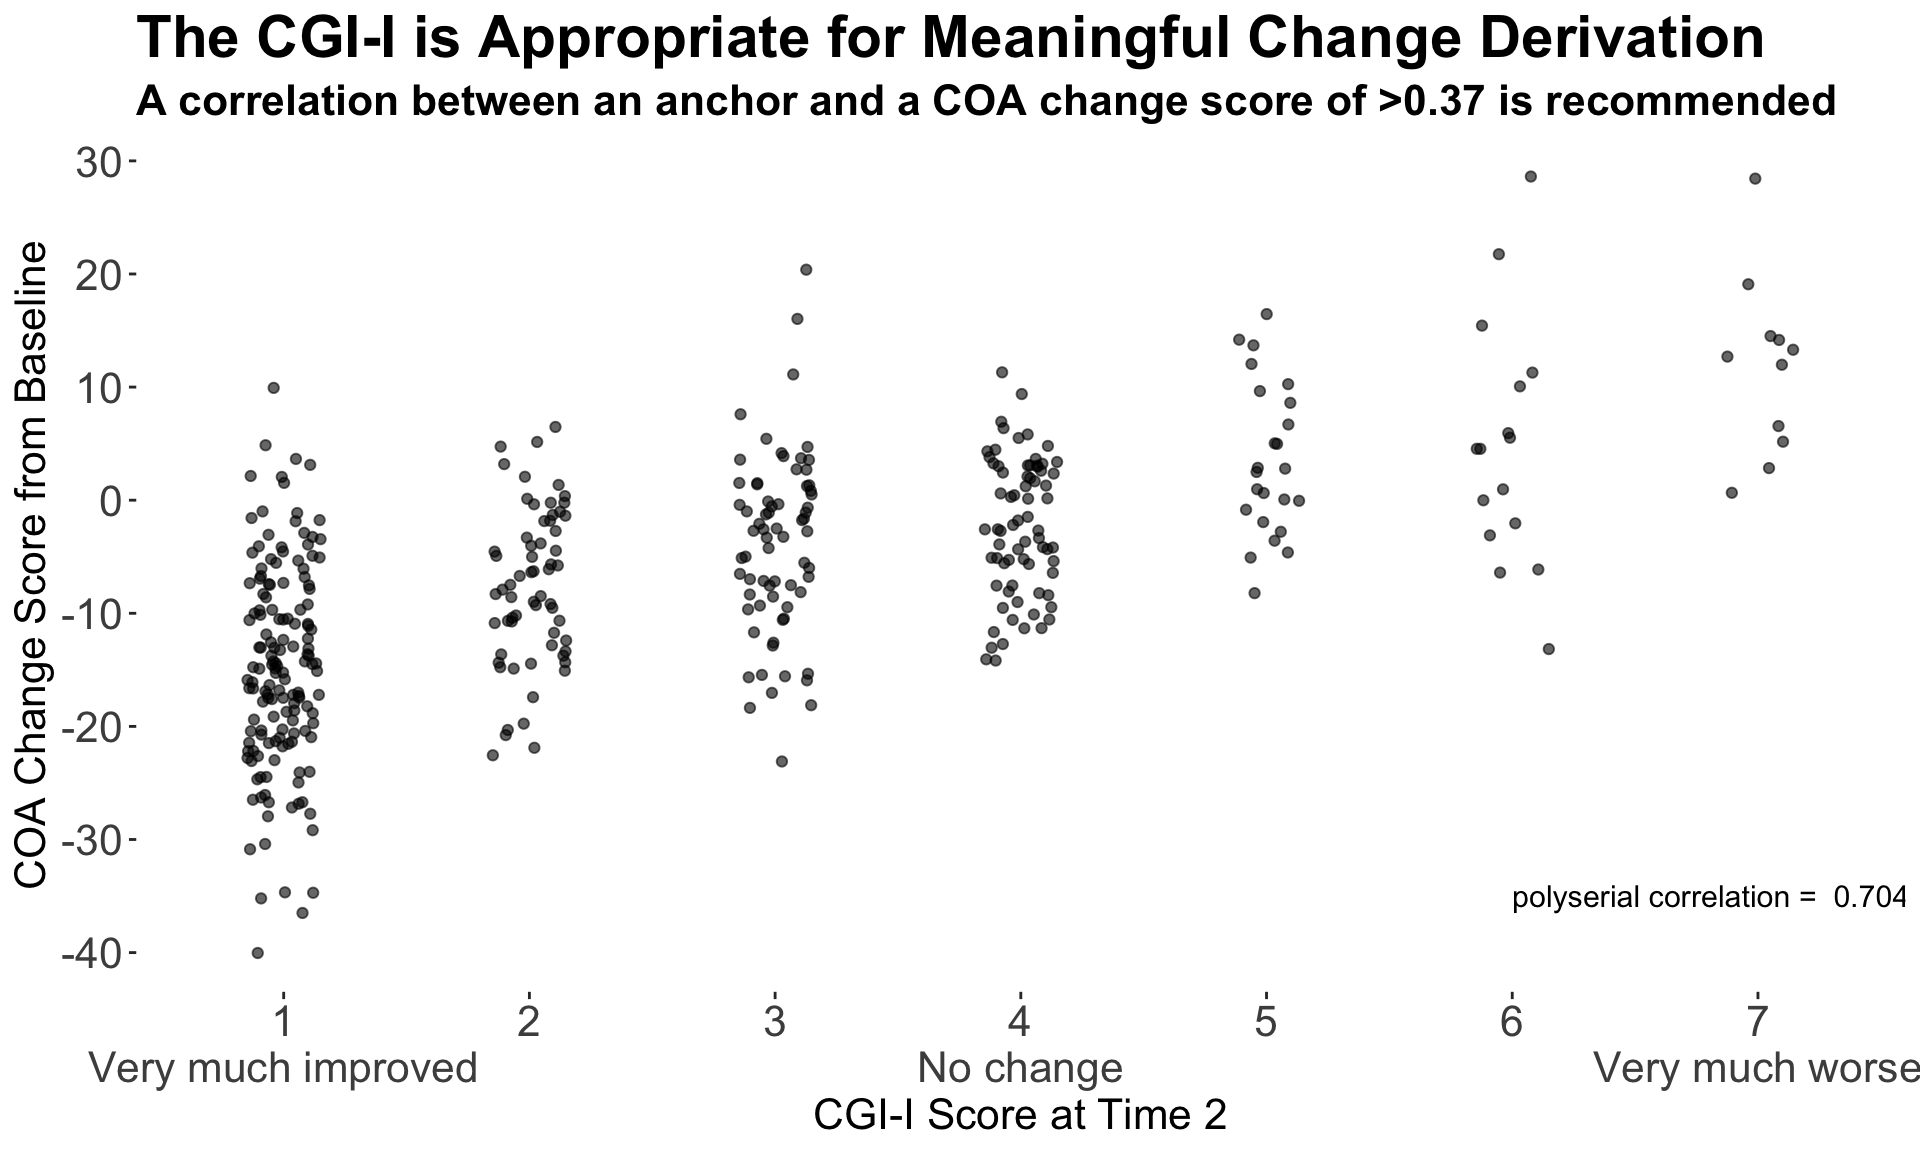 The CGI-I is Appropriate for Meaningful Change Derivation
A correlation between an anchor and a COA change score of >0.37 is recommended
COA Change Score from Baseline
30
20
10
0
-10
-20
-30
-40
polyserial correlation =  0.704
1 2 3 4 5 6 7
Very much improved No change Very much worse
CGI-I Score at Time 2